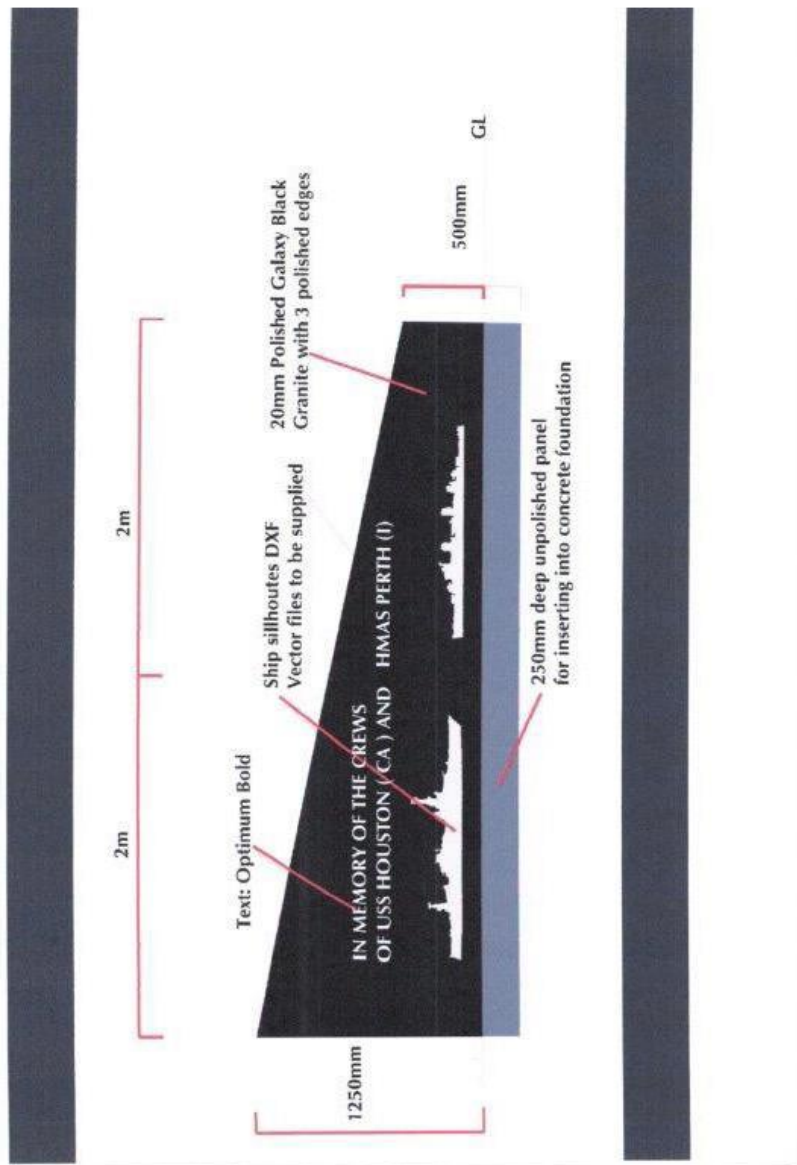 2m
2m
Text: Optimum Bold
Ship sillhoutes DXF
Vector files to be supplied
20mm Polished Galaxy Black
Granite with 3 polished edges
1250mm
IN MEMORY OF THE CREWS
OF USS HOUSTON ( CA ) AND HMAS PERTH (I)
500mm
GL
250mm deep unpolished panel
for inserting into concrete foundation